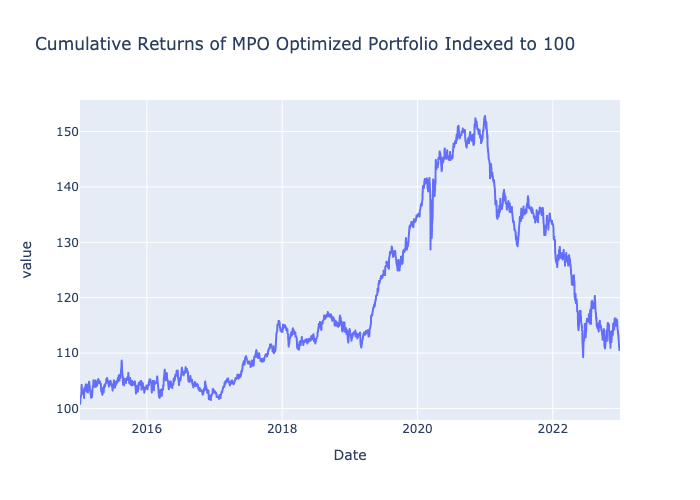 Cumulative Returns of MPO Optimized Portfolio Indexed to 100
value
150
140
130
120
110
100
2016 2018 2020 2022
Date